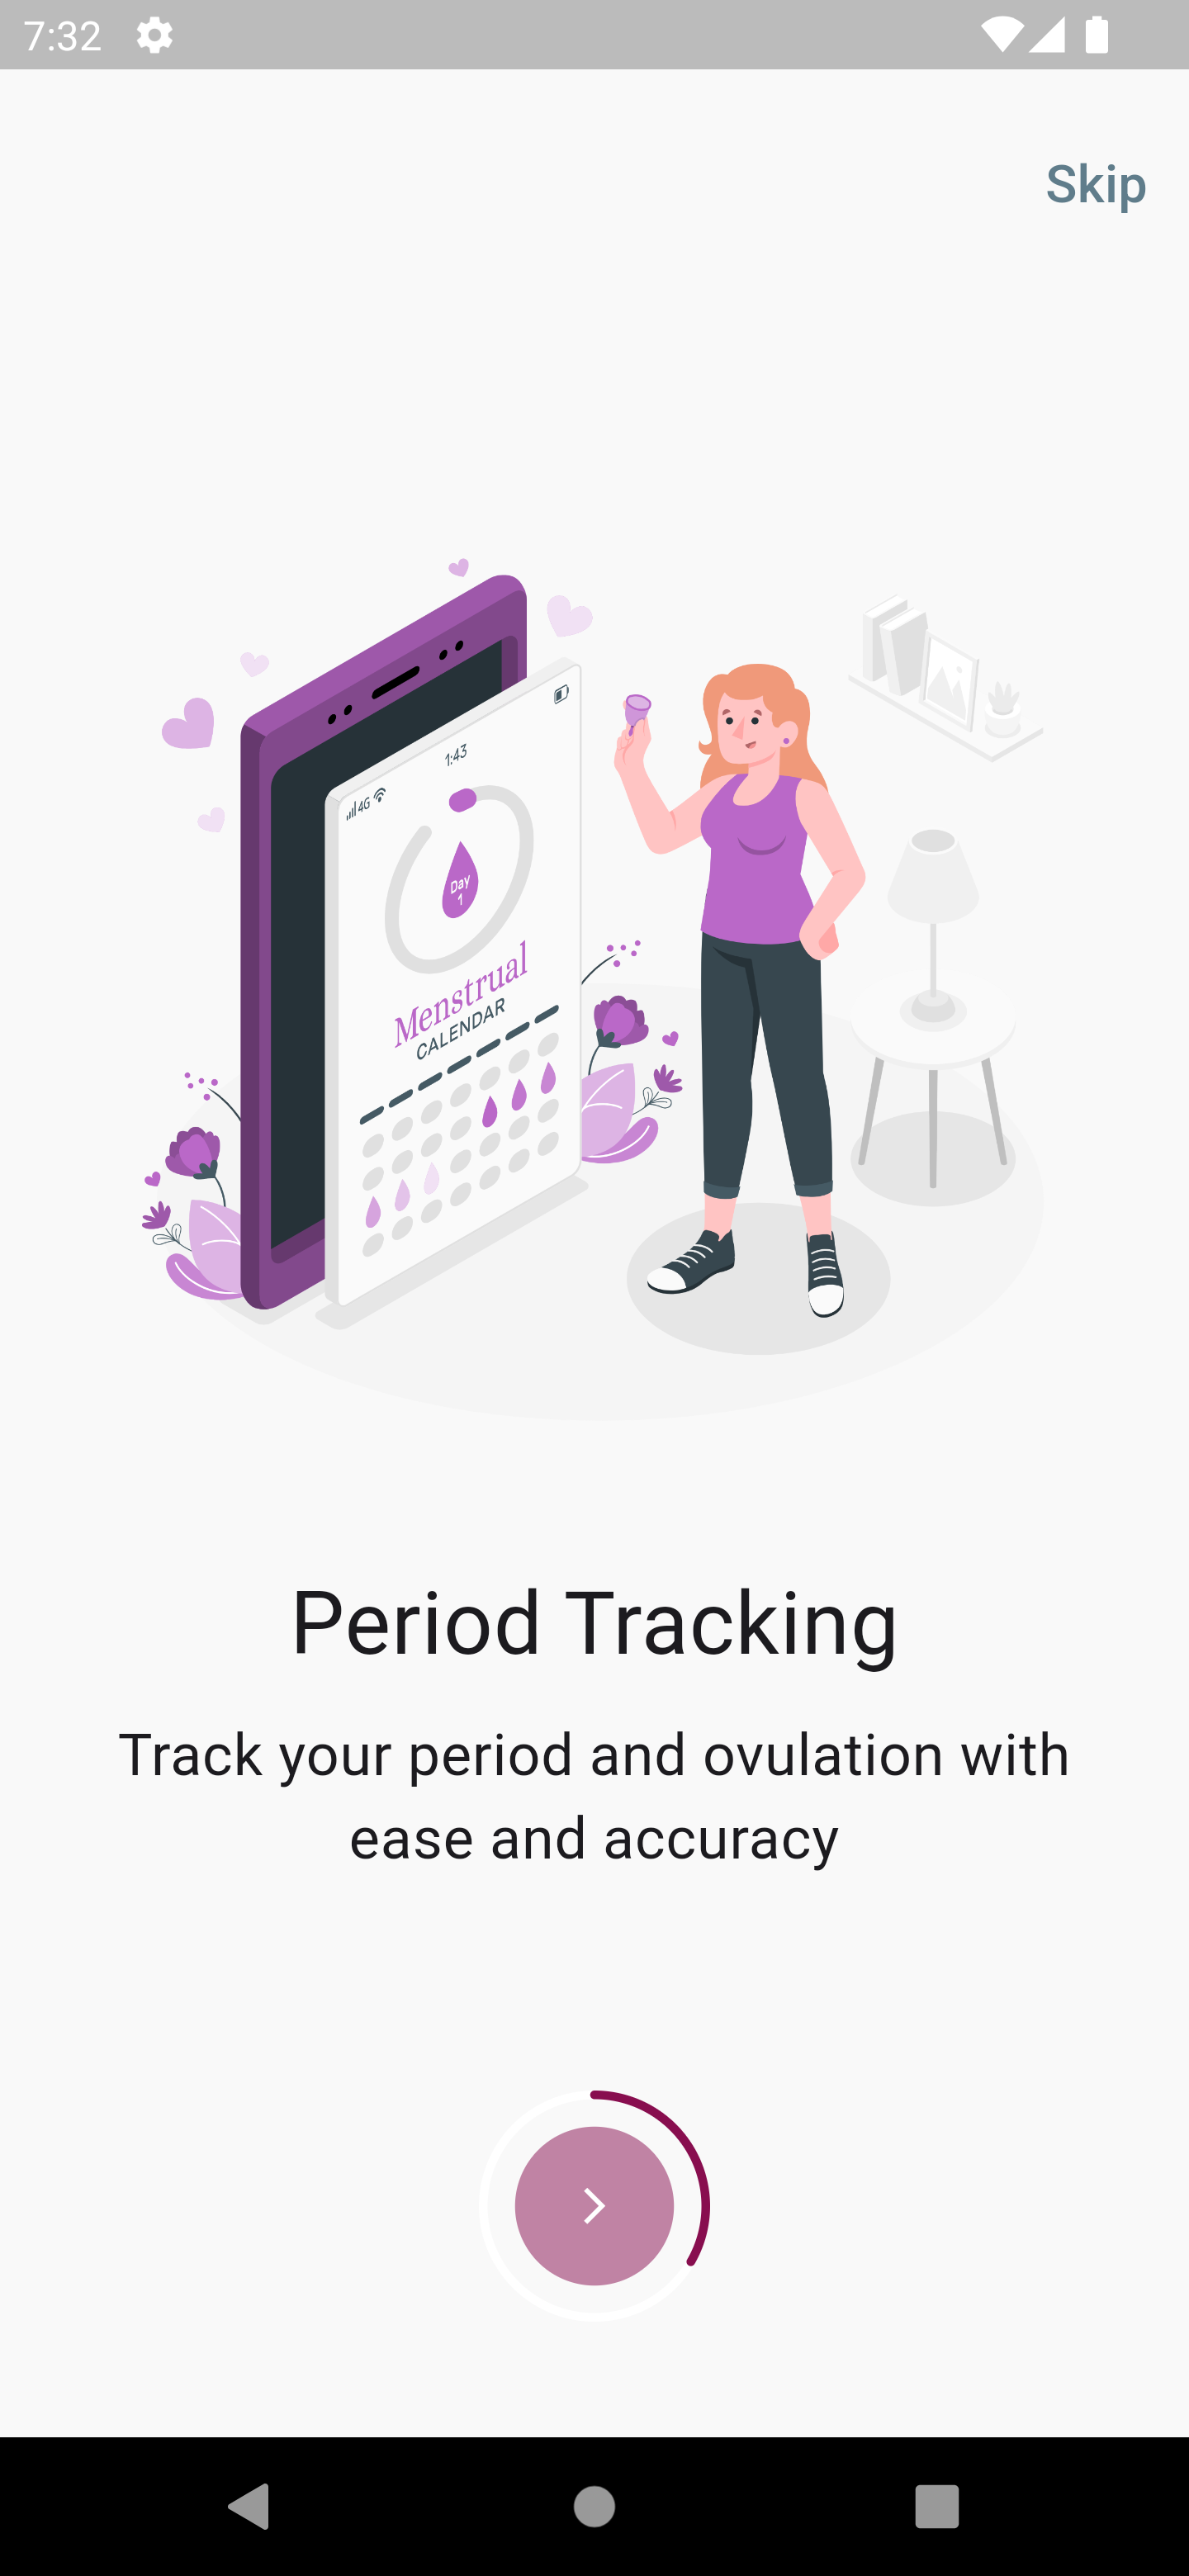 7:32
Skip
1:43
4G
Day
1
Menstrual
CALENDAR
Period Tracking
Track your period and ovulation with
ease and accuracy